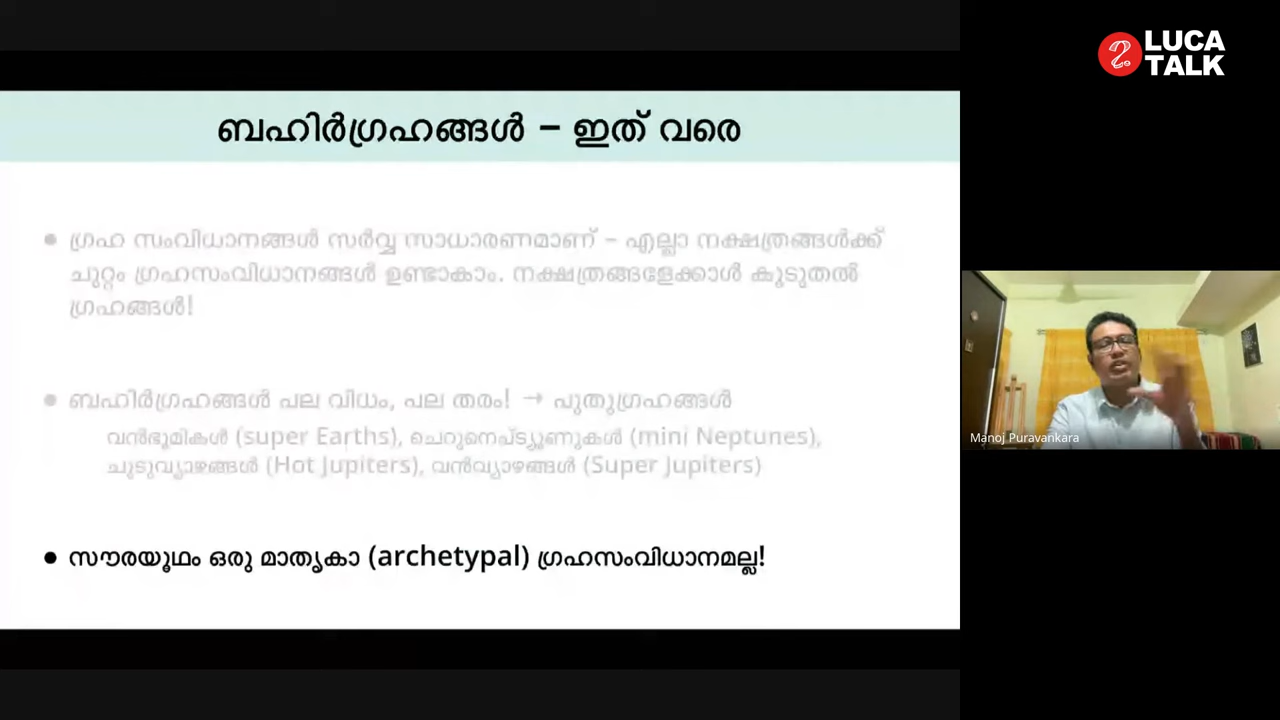 LUCA
TALK
ബഹിർഗ്രഹങ്ങൾ – ഇത് വരെ
● ഗ്രഹ സംവിധാനങ്ങൾ സർവ്വ സാധാരണമാണ് – എല്ലാ നക്ഷത്രങ്ങൾക്ക്
ചുറ്റം ഗ്രഹസംവിധാനങ്ങൾ ഉണ്ടാകാം. നക്ഷത്രങ്ങളേക്കാൾ കൂടുതൽ
ഗ്രഹങ്ങൾ!
● ബഹിർഗ്രഹങ്ങൾ പല വിധം, പല തരം! → പുതുഗ്രഹങ്ങൾ
വൻഭൂമികൾ (super Earths), ചെറുനെപ്ട്യൂണുകൾ (mini Neptunes),
ചുടുവ്യാഴങ്ങൾ (Hot Jupiters), വൻവ്യാഴങ്ങൾ (Super Jupiters)
● സൗരയൂഥം ഒരു മാതൃകാ (archetypal) ഗ്രഹസംവിധാനമല്ല!
Manoj Puravankara